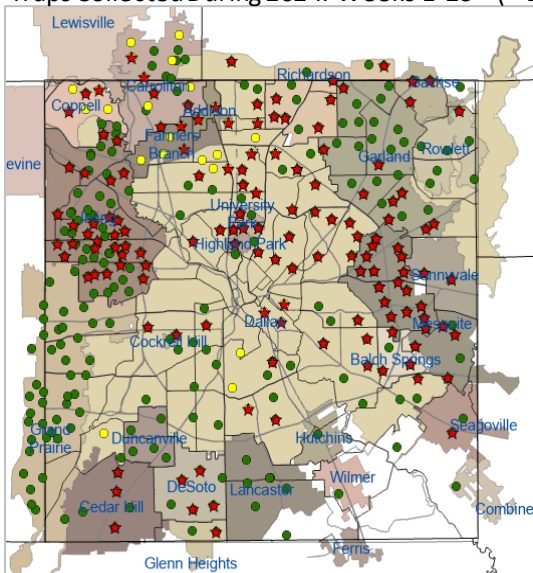 Traps Collected During 2024: Weeks 1-
Lewisville
Richardson
Carrollton
Sachse
Coppell
Addison
Farmers
Branch
Garland
Rowlett
evine
University
Park
Irving
Highland Park
Sunnyvale
Dallas
Mesquite
Cockrell Hill
Balch Springs
Seagoville
Grand
Prairie
Duncanville
Hutchins
DeSoto
Lancaster
Wilmer
Cedar Hill
Combine
Ferris
Glenn Heights